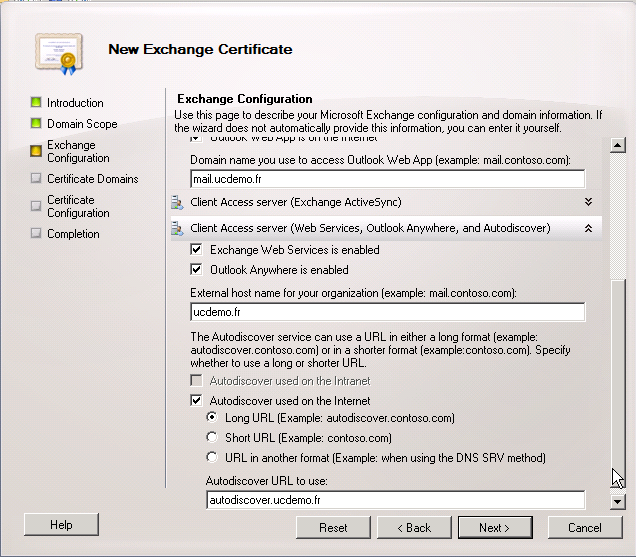 New Exchange Certificate
Introduction
Domain Scope
Exchange
Configuration
Certificate Domains
Certificate
Configuration
Completion
Exchange Configuration
Use this page to describe your Microsoft Exchange configuration and domain information. If
the wizard does not automatically provide this information, you can enter it yourself.
Outlook Web App is on the Internet
Domain name you use to access Outlook Web App (example: mail.contoso.com):
mail.ucdemo.fr
Client Access server (Exchange ActiveSync)
Client Access server (Web Services, Outlook Anywhere, and Autodiscover)
Exchange Web Services is enabled
Outlook Anywhere is enabled
External host name for your organization (example: mail.contoso.com):
ucdemo.fr
The Autodiscover service can use a URL in either a long format (example:
autodiscover.contoso.com) or in a shorter format (example:contoso.com). Specify
whether to use a long or shorter URL.
Autodiscover used on the Intranet
Autodiscover used on the Internet
Long URL (Example: autodiscover.contoso.com)
Short URL (Example: contoso.com)
URL in another format (Example: when using the DNS SRV method)
Autodiscover URL to use:
autodiscover.ucdemo.fr
Help
Reset
< Back
Next >
Cancel